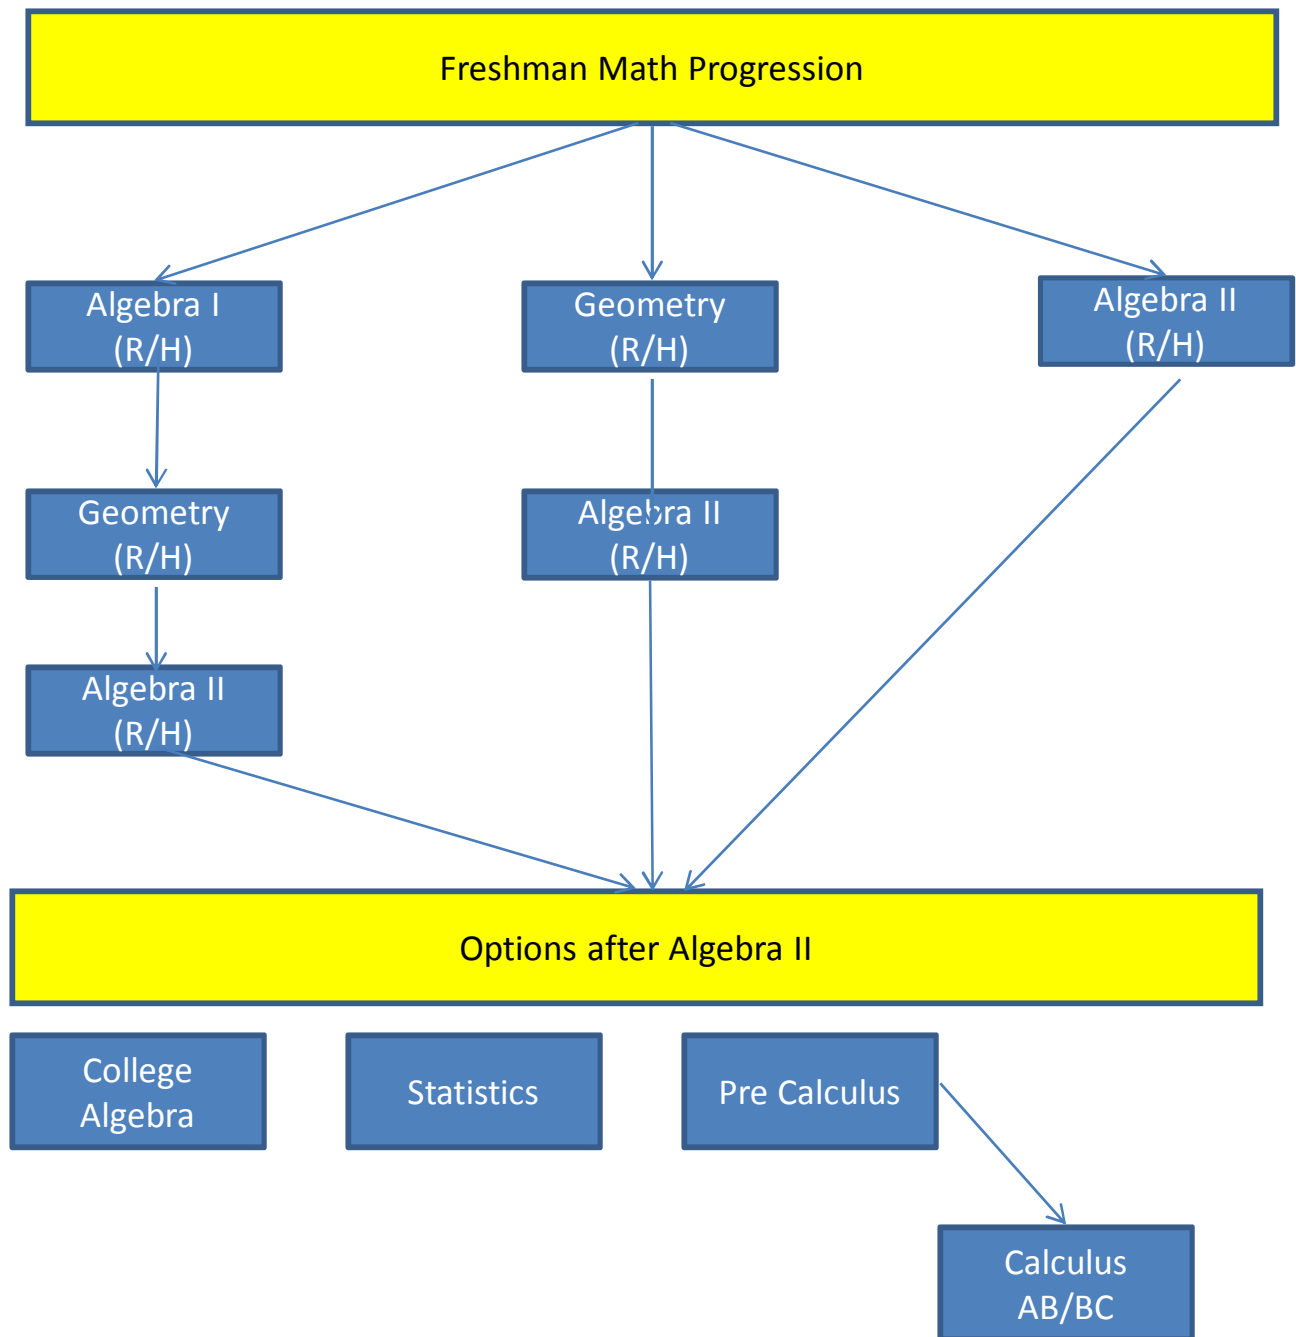 Freshman Math Progression
Algebra I
(R/H)
Geometry
(R/H)
Algebra II
(R/H)
Geometry
(R/H)
Algebra II
(R/H)
Algebra II
(R/H)
Options after Algebra II
College
Algebra
Statistics
Pre Calculus
Calculus
AB/BC